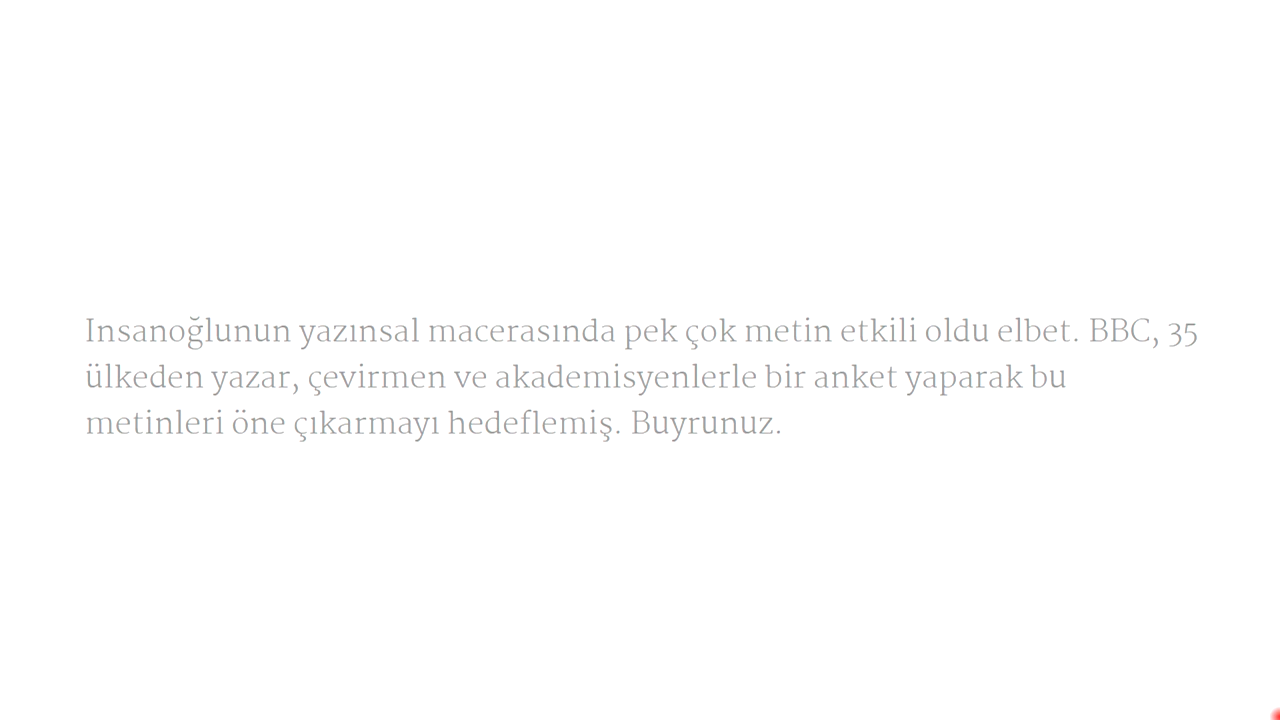 Insanoğlunun yazınsal macerasında pek çok metin etkili oldu elbet. BBC, 35
ülkeden yazar, çevirmen ve akademisyenlerle bir anket yaparak bu
metinleri öne çıkarmayı hedeflemiş. Buyrunuz.